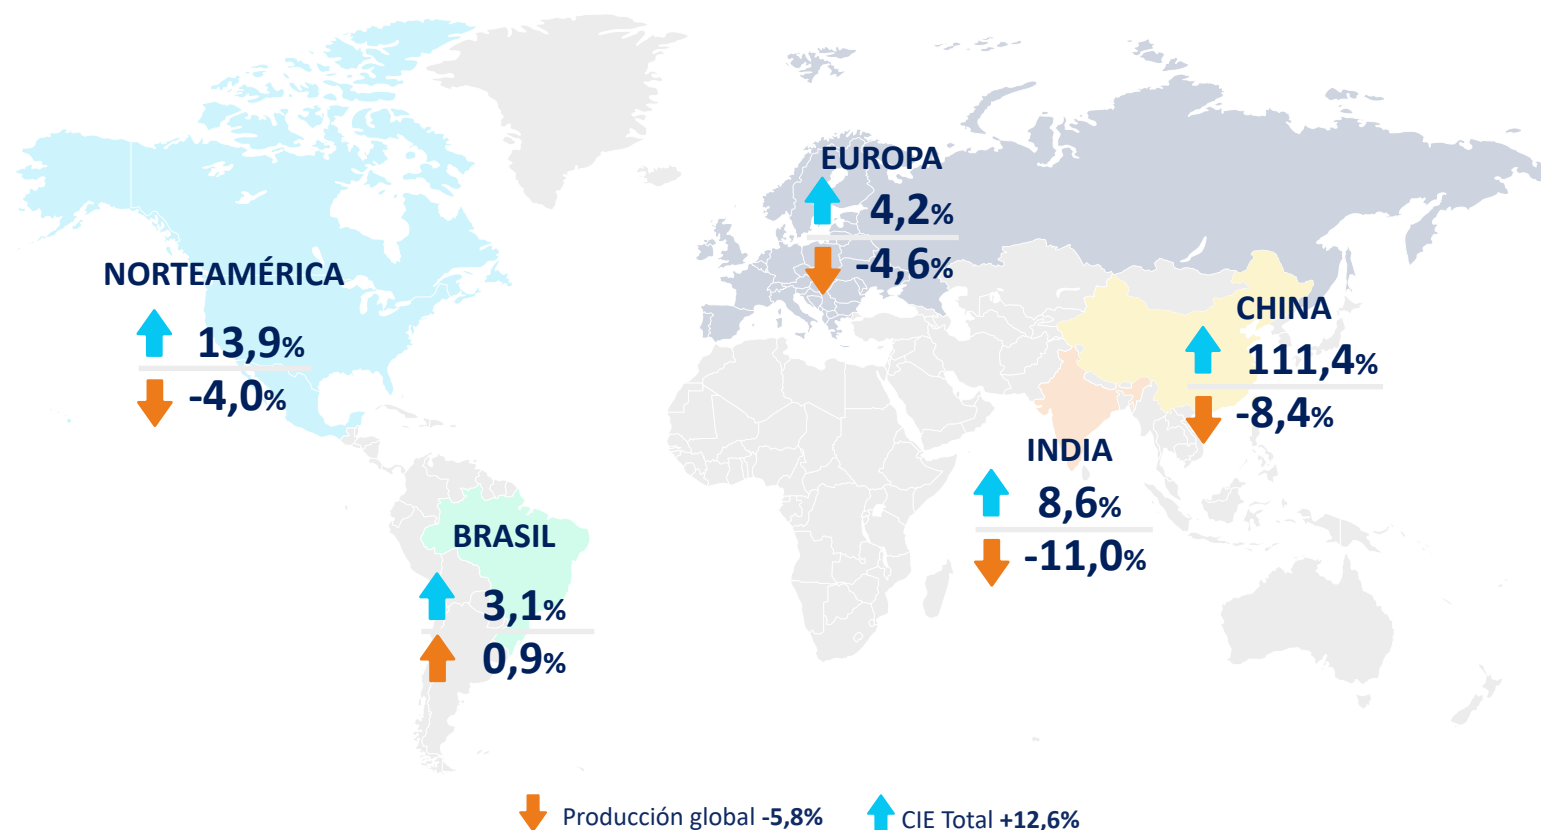 EUROPA
4,2%
-4,6%
NORTEAMÉRICA
13,9%
-4,0%
CHINA
111,4%
-8,4%
INDIA
8,6%
-11,0%
BRASIL
3,1%
0,9%
Producción global -5,8%
CIE Total +12,6%